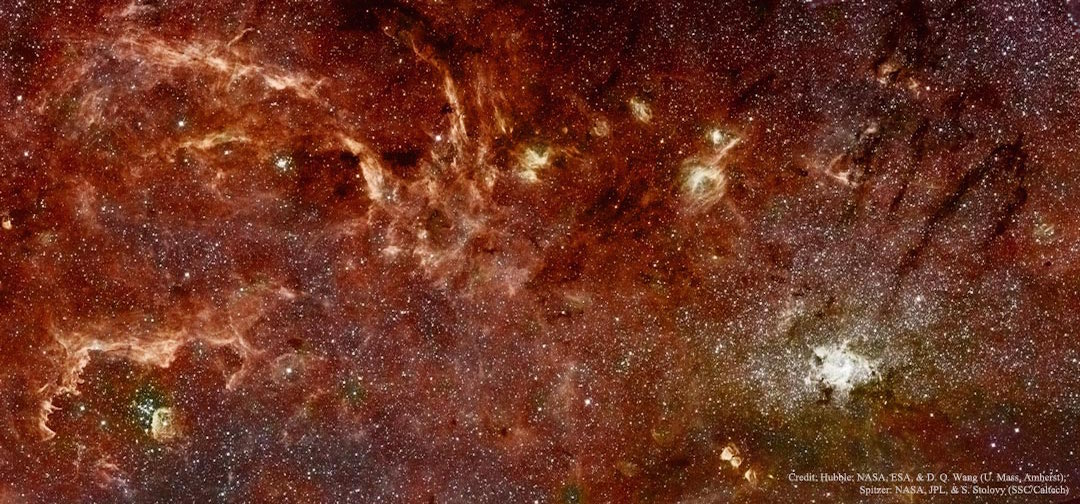 Credit: Hubble: NASA, ESA, & D. Q. Wang (U. Mass, Amherst);
Spitzer: NASA, JPL, & S. Stolovy (SSC/Caltech)